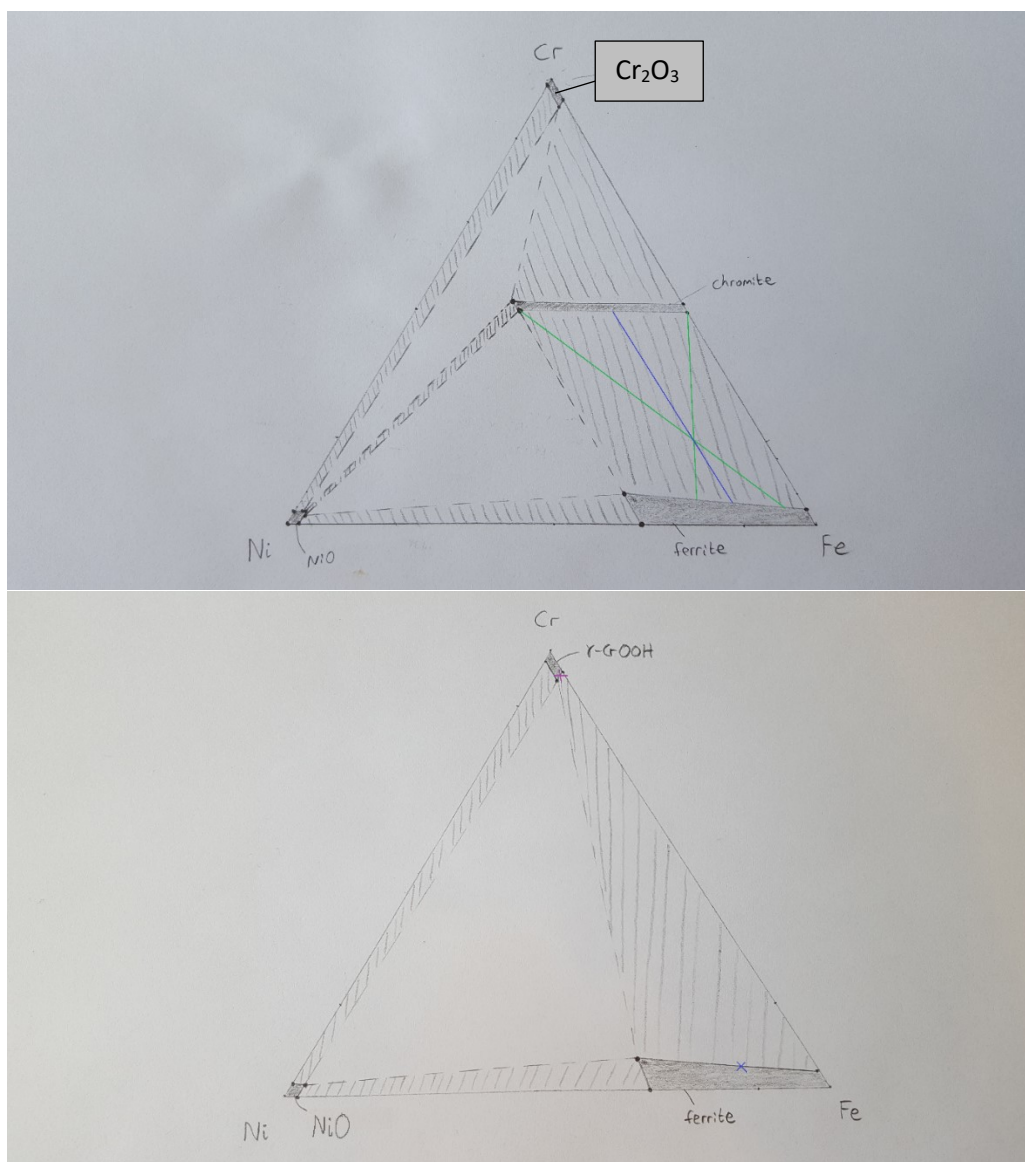 Cr
Cr₂O₃
chromite
Ni
NiO
ferrite
Fe
Cr
γ-CrOOH
Ni
NiO
ferrite
Fe